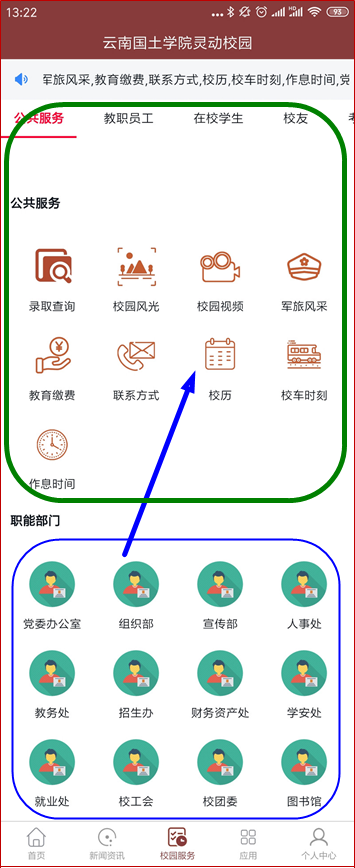 13:22
93
云南国土学院灵动校园
军旅风采,教育缴费,联系方式,校历,校车时刻,作息时间,党
公共服务 教职员工 在校学生 校友
公共服务
录取查询 校园风光 校园视频 军旅风采
教育缴费 联系方式 校历 校车时刻
作息时间
职能部门
党委办公室 组织部 宣传部 人事处
教务处 招生办 财务资产处 学安处
就业处 校工会 校团委 图书馆
首页 新闻资讯 校园服务 应用 个人中心